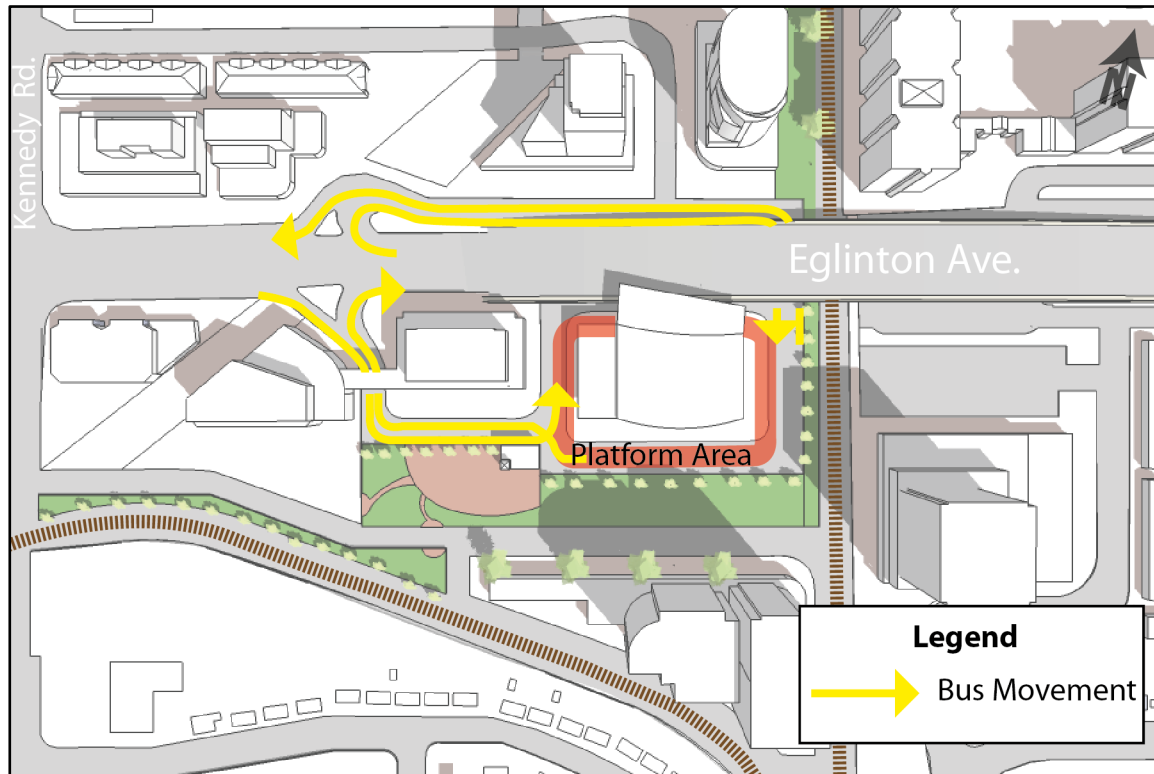 Kennedy Rd.
N
Eglinton Ave.
Platform Area
Legend
Bus Movement